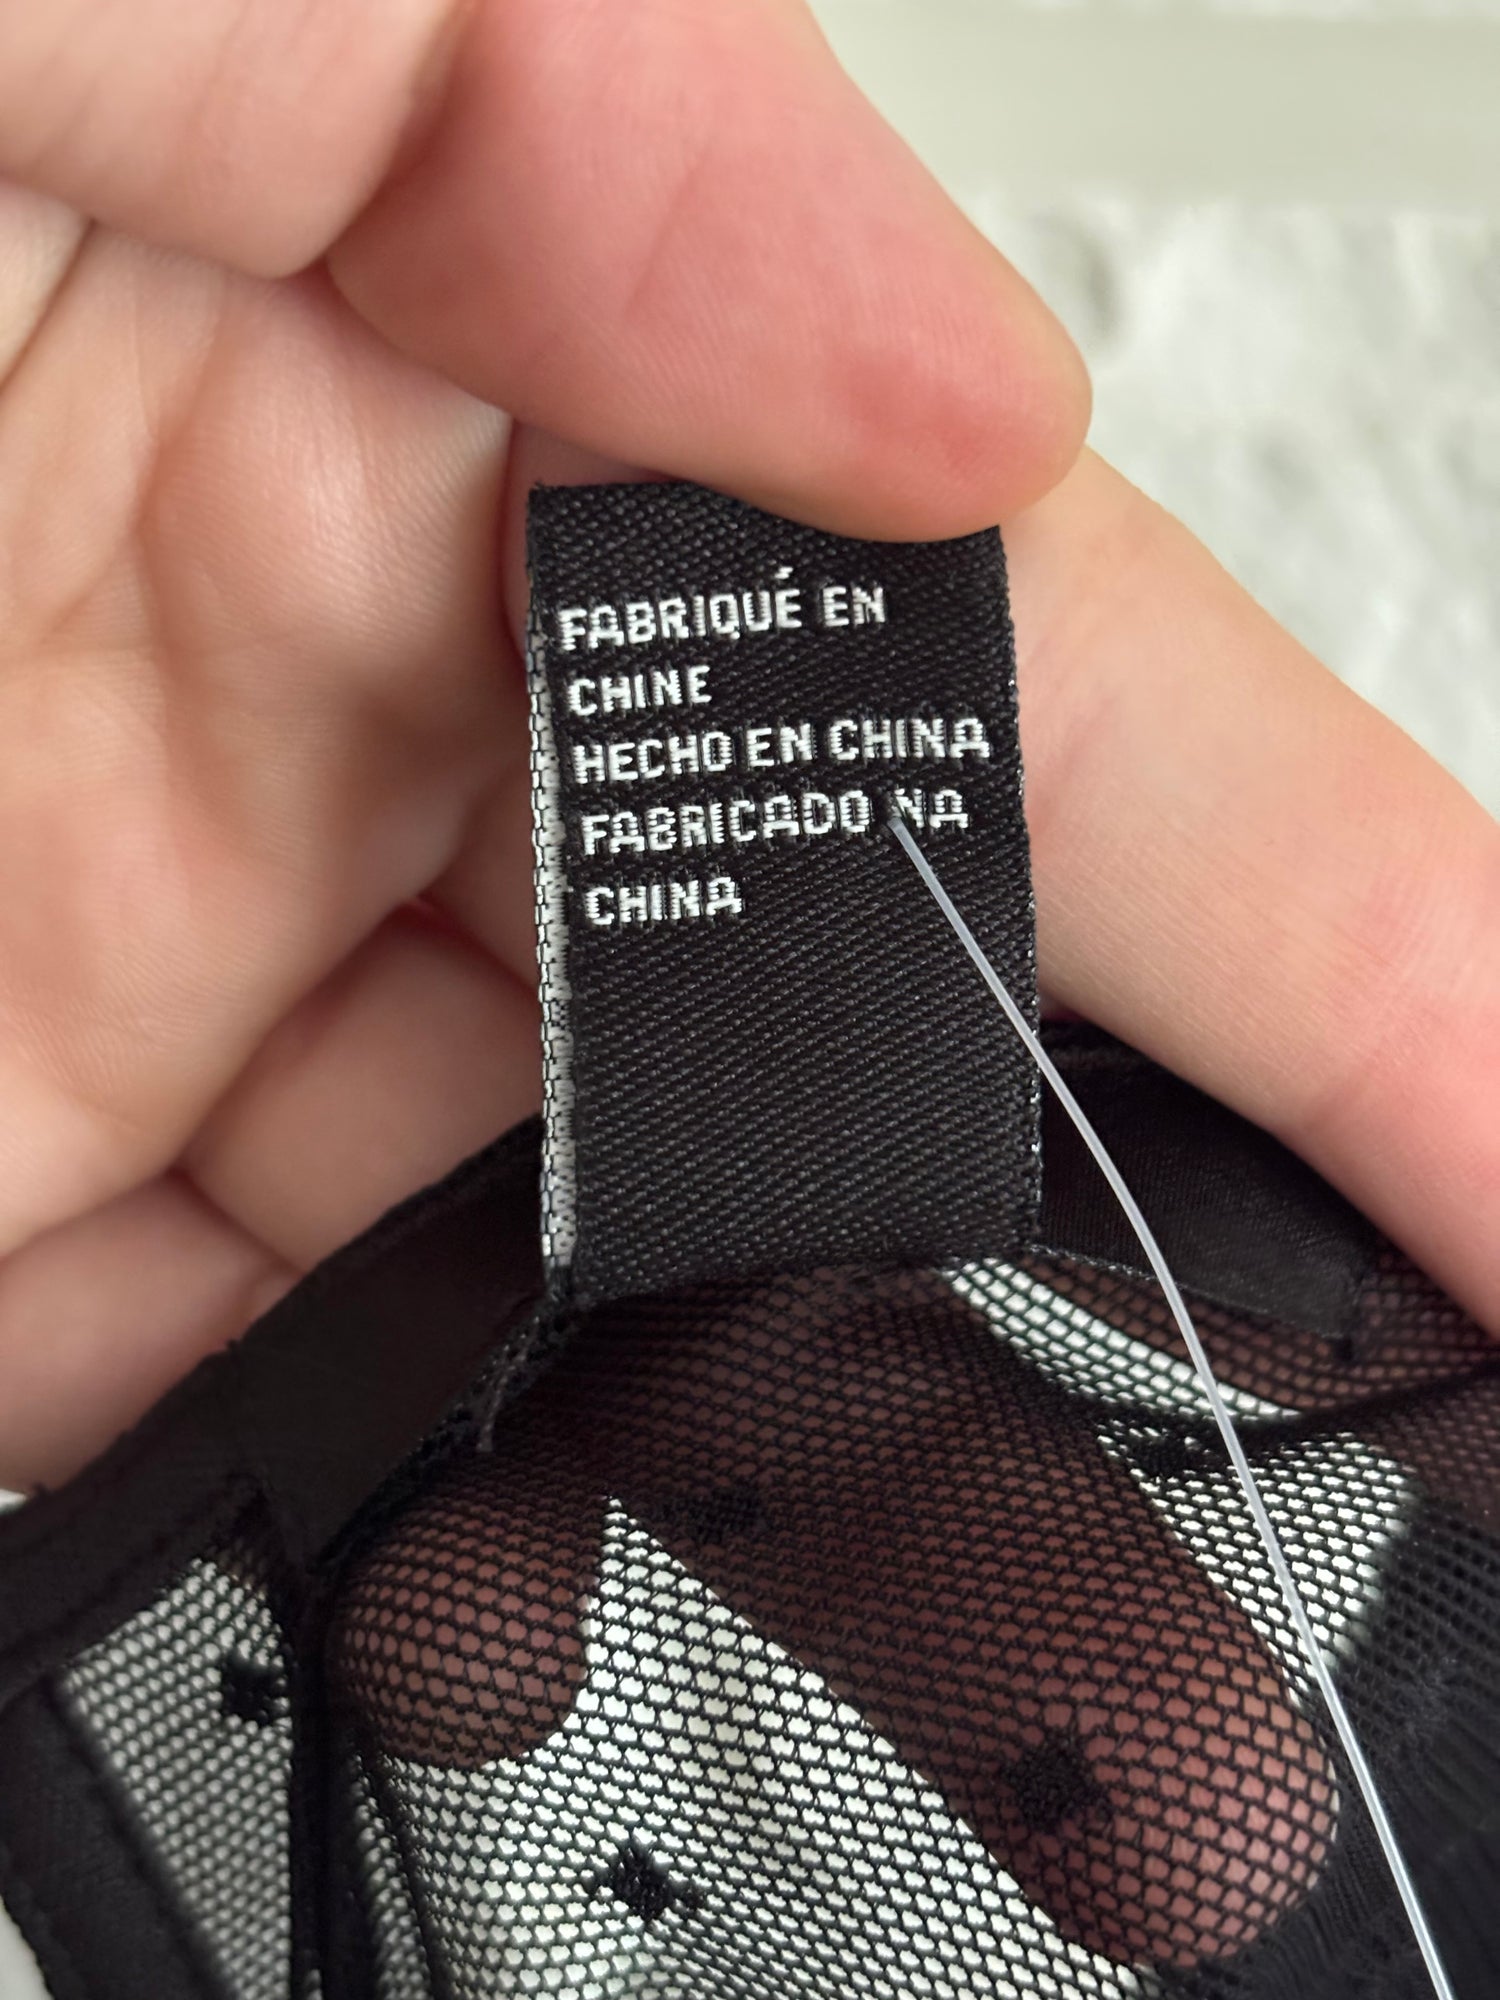 FABRIQUÉ EN
CHINE
HECHO EN CHINA
FABRICADO NA
CHINA